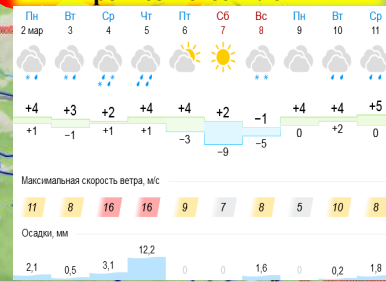 Пн Вт Ср Чт Пт Сб Вс Пн Вт Ср
2 мар 3 4 5 6 7 8 9 10 11
+4 +3 +2 +4 +4 +2 −1 +4 +4 +5
+1 −1 +1 +1 −3 −9 −5 0 +2 0
Максимальная скорость ветра, м/с
11 8 16 16 9 7 8 5 10 8
Осадки, мм
2,1 0,5 3,1 12,2 0 0 1,6 0 0,2 1,8